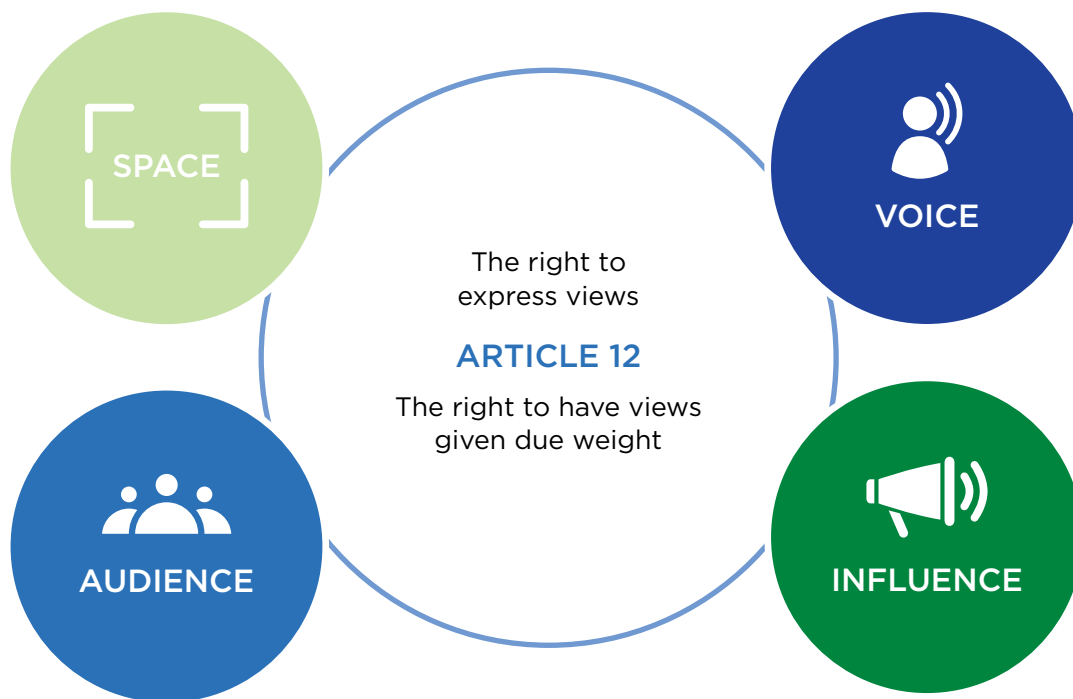 SPACE
VOICE
The right to
express views
ARTICLE 12
The right to have views
given due weight
AUDIENCE
INFLUENCE